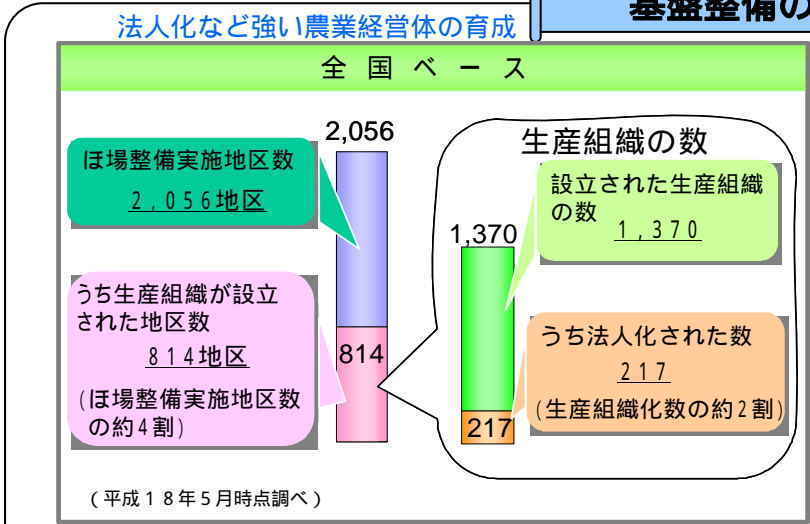 基盤整備の
法人化など強い農業経営体の育成
全国ベース
2,056
ほ場整備実施地区数
2,056地区
うち生産組織が設立
された地区数
814地区
(ほ場整備実施地区数
の約4割)
814
生産組織の数
1,370
設立された生産組織
の数
1,370
うち法人化された数
217
(生産組織化数の約2割)
217
(平成18年5月時点調べ)